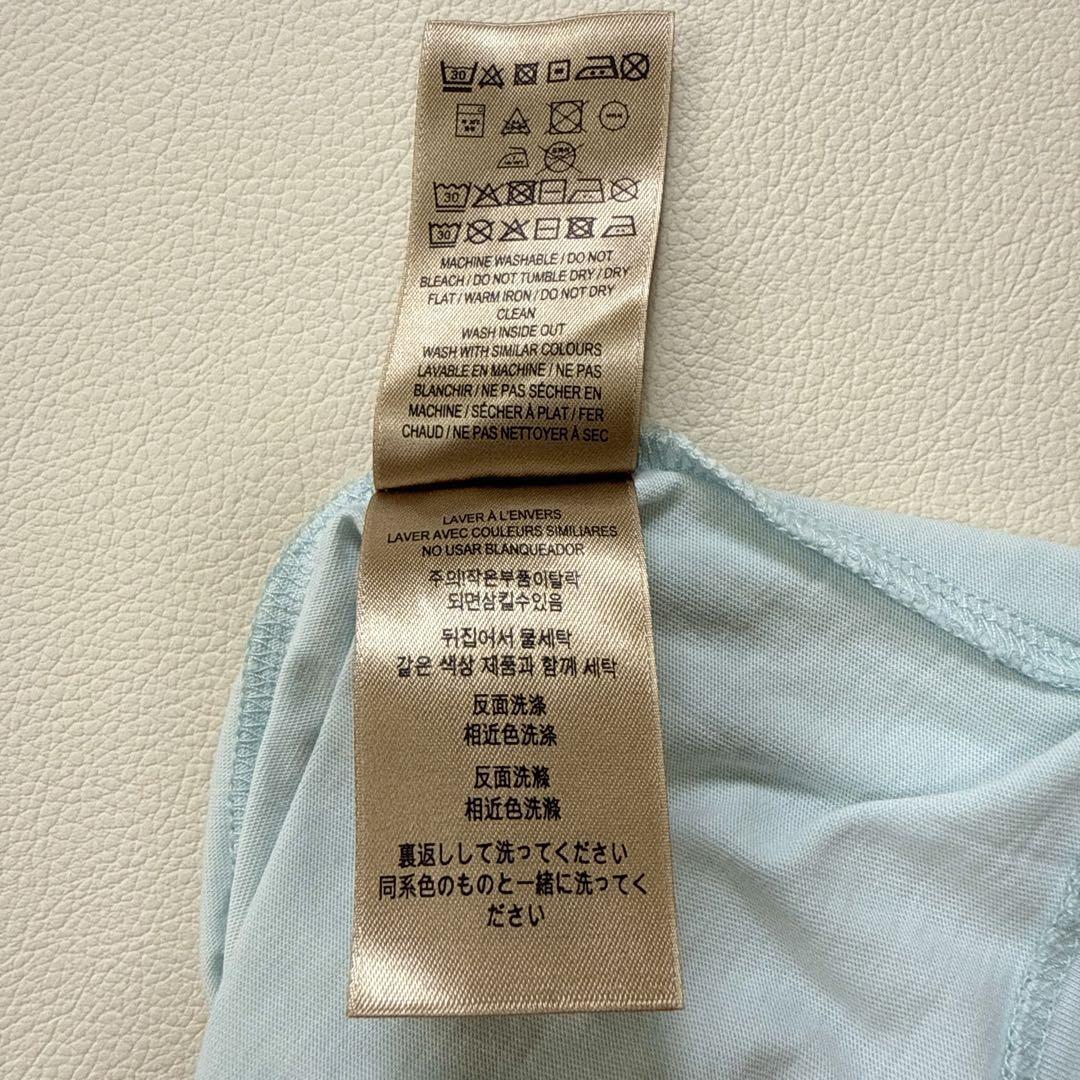 30
30
30
MACHINE WASHABLE / DO NOT
BLEACH / DO NOT TUMBLE DRY / DRY
FLAT / WARM IRON / DO NOT DRY
CLEAN
WASH INSIDE OUT
WASH WITH SIMILAR COLOURS
LAVABLE EN MACHINE / NE PAS
BLANCHIR / NE PAS SÉCHER EN
MACHINE / SÉCHER À PLAT / FER
CHAUD / NE PAS NETTOYER À SEC
LAVER À L'ENVERS
LAVER AVEC COULEURS SIMILIARES
NO USAR BLANQUEADOR
주의!작은부품이탈락
되면삼킬수있음
뒤집어서 물세탁
같은 색상 제품과 함께 세탁
反面洗涤
相近色洗涤
反面洗滌
相近色洗滌
裏返しして洗ってください
同系色のものと一緒に洗ってく
ださい